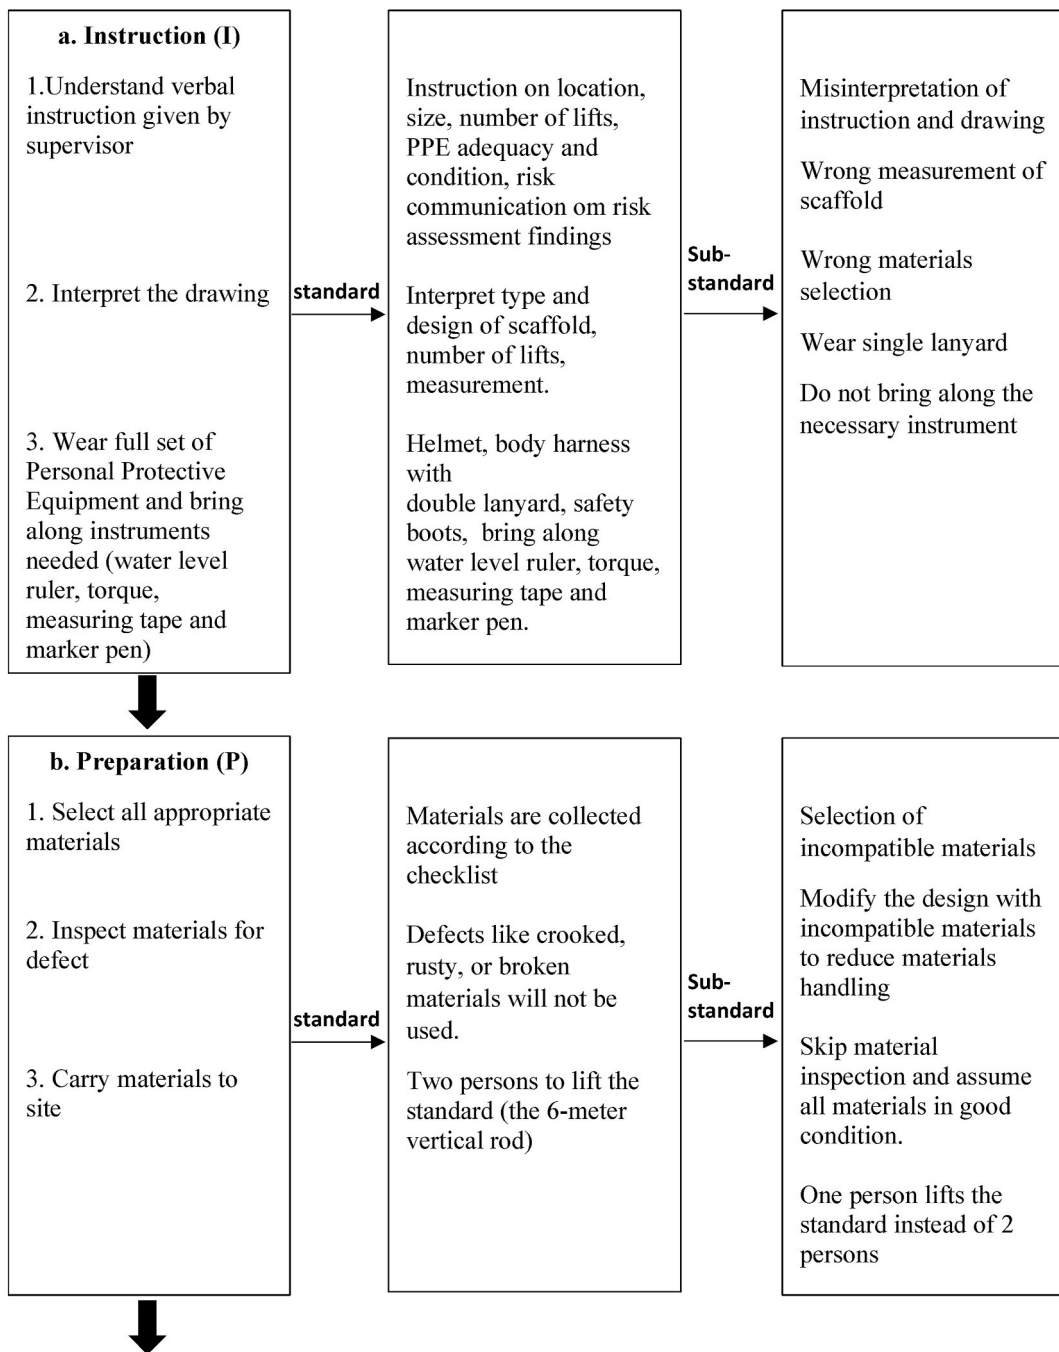 a. Instruction (I)
1.Understand verbal
instruction given by
supervisor
2. Interpret the drawing
3. Wear full set of
Personal Protective
Equipment and bring
along instruments
needed (water level
ruler, torque,
measuring tape and
marker pen)
standard
Instruction on location,
size, number of lifts,
PPE adequacy and
condition, risk
communication om risk
assessment findings
Interpret type and
design of scaffold,
number of lifts,
measurement.
Helmet, body harness
with
double lanyard, safety
boots, bring along
water level ruler, torque,
measuring tape and
marker pen.
Sub-
standard
Misinterpretation of
instruction and drawing
Wrong measurement of
scaffold
Wrong materials
selection
Wear single lanyard
Do not bring along the
necessary instrument
b. Preparation (P)
1. Select all appropriate
materials
2. Inspect materials for
defect
3. Carry materials to
site
standard
Materials are collected
according to the
checklist
Defects like crooked,
rusty, or broken
materials will not be
used.
Two persons to lift the
standard (the 6-meter
vertical rod)
Sub-
standard
Selection of
incompatible materials
Modify the design with
incompatible materials
to reduce materials
handling
Skip material
inspection and assume
all materials in good
condition.
One person lifts the
standard instead of 2
persons